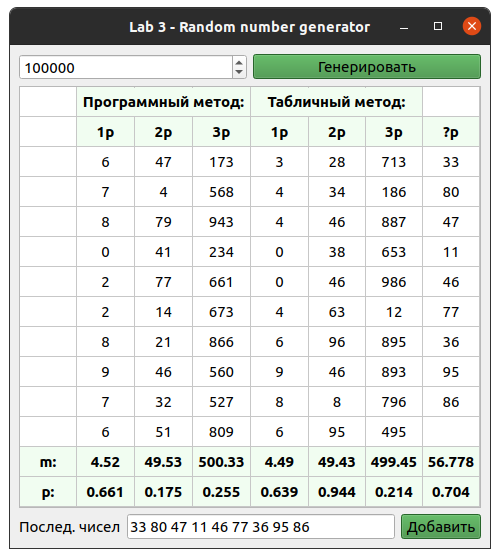 Lab 3 - Random number generator
100000 Генерировать
Программный метод: Табличный метод:
1р 2р 3р 1р 2р 3р ?р
6 47 173 3 28 713 33
7 4 568 4 34 186 80
8 79 943 4 46 887 47
0 41 234 0 38 653 11
2 77 661 0 46 986 46
2 14 673 4 63 12 77
8 21 866 6 96 895 36
9 46 560 9 46 893 95
7 32 527 8 8 796 86
6 51 809 6 95 495
m: 4.52 49.53 500.33 4.49 49.43 499.45 56.778
p: 0.661 0.175 0.255 0.639 0.944 0.214 0.704
Послед. чисел 33 80 47 11 46 77 36 95 86 Добавить